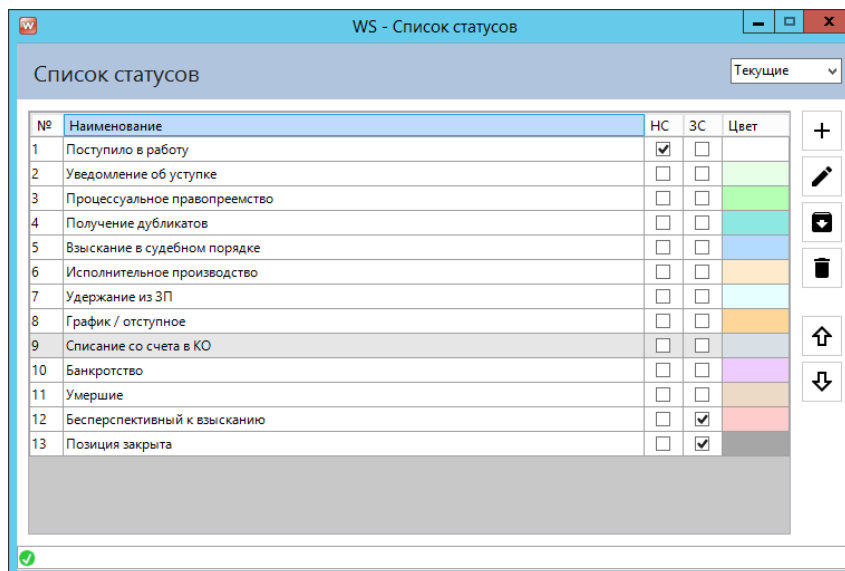 WS - Список статусов
Список статусов
Текущие
№ Наименование НС ЗС Цвет
1 Поступило в работу
2 Уведомление об уступке
3 Процессуальное правопреемство
4 Получение дубликатов
5 Взыскание в судебном порядке
6 Исполнительное производство
7 Удержание из ЗП
8 График / отступное
9 Списание со счета в КО
10 Банкротство
11 Умершие
12 Бесперспективный к взысканию
13 Позиция закрыта